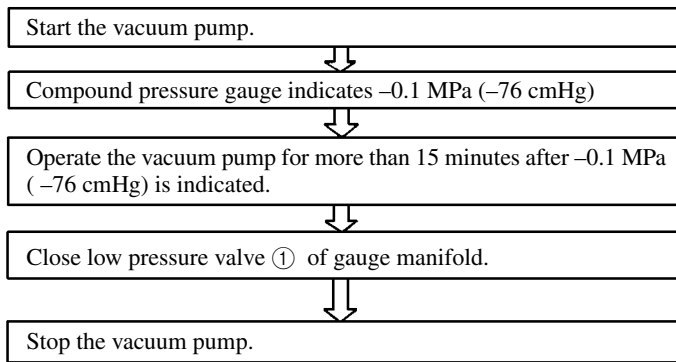 Start the vacuum pump.
Compound pressure gauge indicates –0.1 MPa (–76 cmHg)
Operate the vacuum pump for more than 15 minutes after –0.1 MPa
( –76 cmHg) is indicated.
Close low pressure valve ① of gauge manifold.
Stop the vacuum pump.